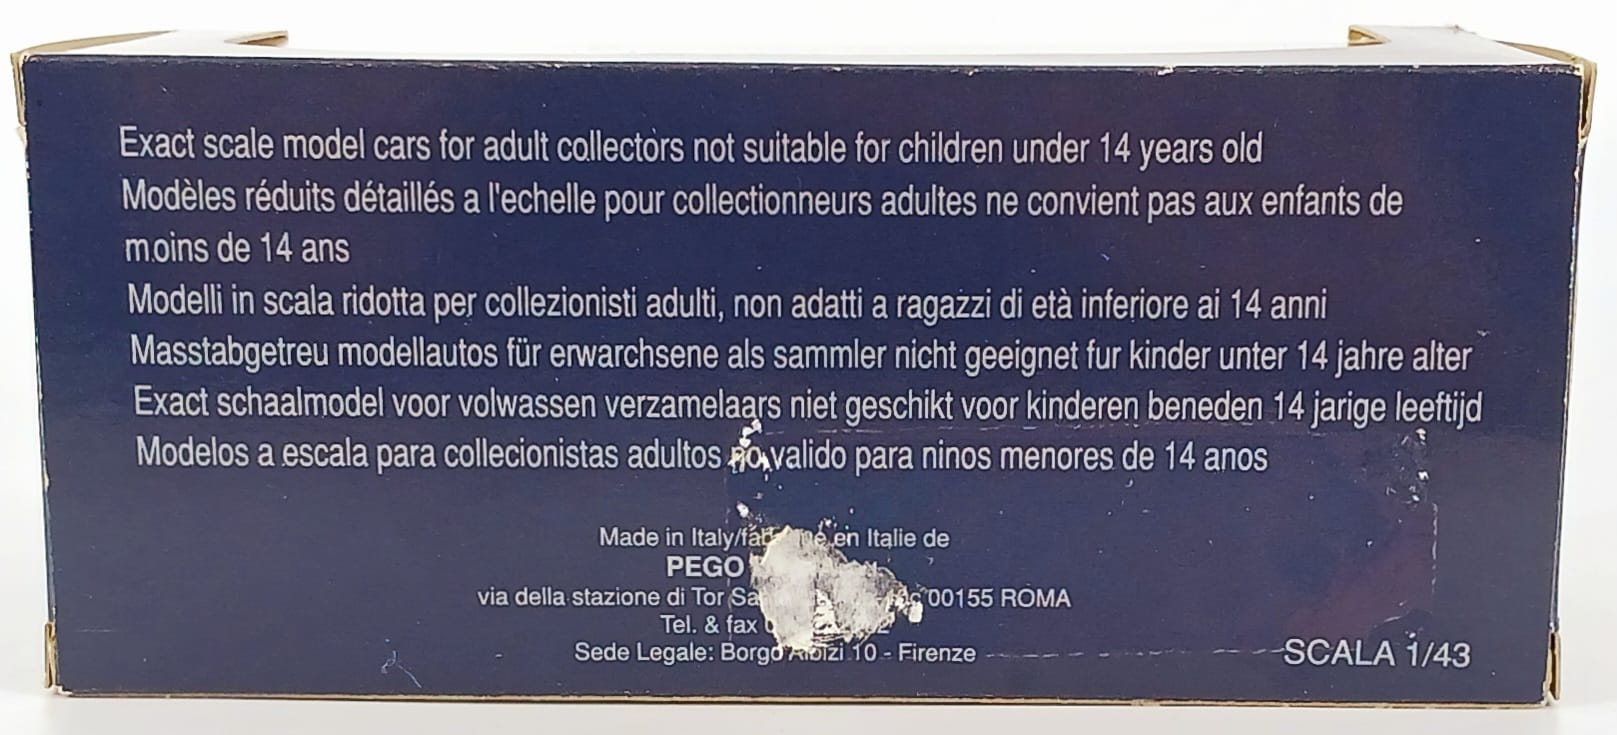 Exact scale model cars for adult collectors not suitable for children under 14 years old
Modèles réduits détaillés a l'echelle pour collectionneurs adultes ne convient pas aux enfants de
moins de 14 ans
Modelli in scala ridotta per collezionisti adulti, non adatti a ragazzi di età inferiore ai 14 anni
Masstabgetreu modellautos für erwarchsene als sammler nicht geeignet fur kinder unter 14 jahre alter
Exact schaalmodel voor volwassen verzamelaars niet geschikt voor kinderen beneden 14 jarige leeftijd
Modelos a escala para collecionistas adultos no valido para ninos menores de 14 anos
Made in Italy/ en Italie de
PEGO
via della stazione di Tor 00155 ROMA
Tel. & fax
Sede Legale: Borgo Albizi 10 - Firenze
SCALA 1/43